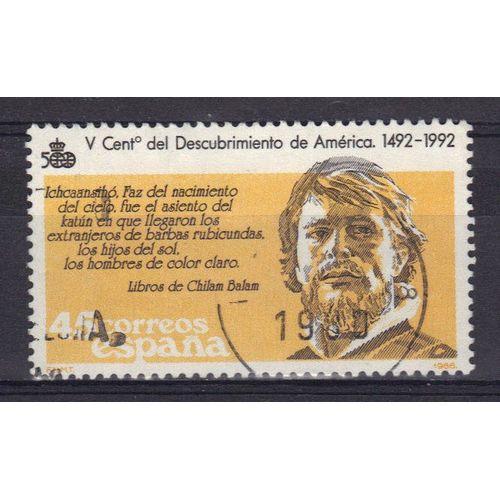 V Centº del Descubrimiento de América. 1492-1992
500
Ichcaansihó, Faz del nacimiento
del cielo, fue el asiento del
katún en que llegaron los
extranjeros de barbas rubicundas,
los hijos del sol,
los hombres de color claro.
Libros de Chilam Balam
correos
españa
F.N.M.T.
1986